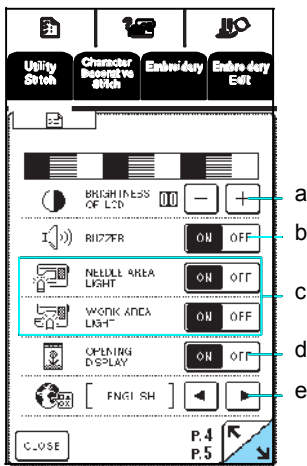 Utility
Stitch
Character
Decorative
Stitch
Embroidery
Embroidery
Edit
BRIGHTNESS
OF LCD
00 − +
a
BUZZER
ON OFF
b
NEEDLE AREA
LIGHT
ON OFF
c
WORK AREA
LIGHT
ON OFF
OPENING
DISPLAY
ON OFF
d
[ ENGLISH ]
e
CLOSE
P.4
P.5